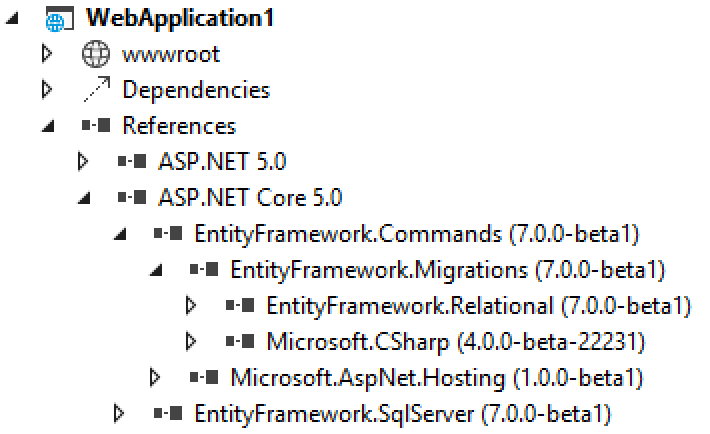 WebApplication1
wwwroot
Dependencies
References
ASP.NET 5.0
ASP.NET Core 5.0
EntityFramework.Commands (7.0.0-beta1)
EntityFramework.Migrations (7.0.0-beta1)
EntityFramework.Relational (7.0.0-beta1)
Microsoft.CSharp (4.0.0-beta-22231)
Microsoft.AspNet.Hosting (1.0.0-beta1)
EntityFramework.SqlServer (7.0.0-beta1)